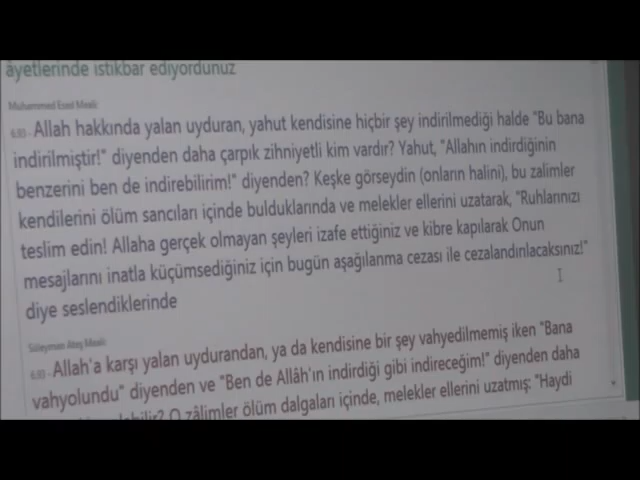 âyetlerinde istikbar ediyordunuz
Muhammed Esed Meali:
6.93 - Allah hakkında yalan uyduran, yahut kendisine hiçbir şey indirilmediği halde "Bu bana
indirilmiştir!" diyenden daha çarpık zihniyetli kim vardır? Yahut, "Allahın indirdiğinin
benzerini ben de indirebilirim!" diyenden? Keşke görseydin (onların halini), bu zalimler
kendilerini ölüm sancıları içinde bulduklarında ve melekler ellerini uzatarak, "Ruhlarınızı
teslim edin! Allaha gerçek olmayan şeyleri izafe ettiğiniz ve kibre kapılarak Onun
mesajlarını inatla küçümsediğiniz için bugün aşağılanma cezası ile cezalandırılacaksınız!"
diye seslendiklerinde
Süleyman Ateş Meali:
6.93 - Allah'a karşı yalan uydurandan, ya da kendisine bir şey vahyedilmemiş iken "Bana
vahyolundu" diyenden ve "Ben de Allâh'ın indirdiği gibi indireceğim!" diyenden daha
O zâlimler ölüm dalgaları içinde, melekler ellerini uzatmış: "Haydi